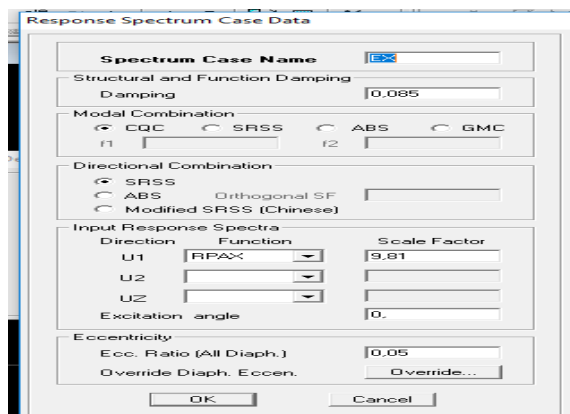 Response Spectrum Case Data
Spectrum Case Name EX
Structural and Function Damping
Damping 0,085
Modal Combination
CQC SRSS ABS GMC
f1 f2
Directional Combination
SRSS
ABS Orthogonal SF
Modified SRSS (Chinese)
Input Response Spectra
Direction Function Scale Factor
U1 RPAX 9,81
U2
UZ
Excitation angle 0,
Eccentricity
Ecc. Ratio (All Diaph.) 0,05
Override Diaph. Eccen. Override...
OK Cancel